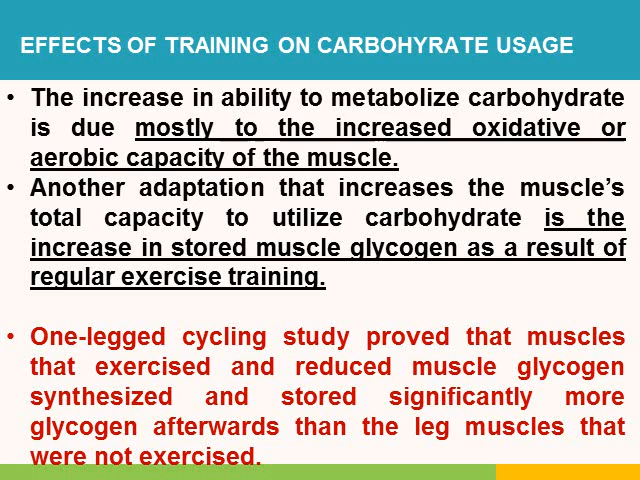 EFFECTS OF TRAINING ON CARBOHYRATE USAGE
• The increase in ability to metabolize carbohydrate
is due mostly to the increased oxidative or
aerobic capacity of the muscle.
• Another adaptation that increases the muscle’s
total capacity to utilize carbohydrate is the
increase in stored muscle glycogen as a result of
regular exercise training.
• One-legged cycling study proved that muscles
that exercised and reduced muscle glycogen
synthesized and stored significantly more
glycogen afterwards than the leg muscles that
were not exercised.